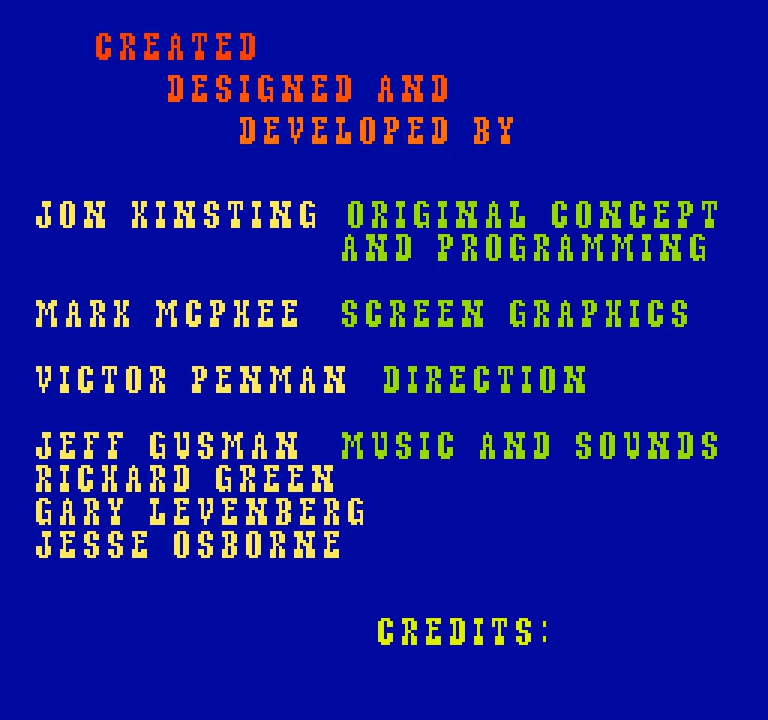 CREATED
DESIGNED AND
DEVELOPED BY
JON KINSTING ORIGINAL CONCEPT
AND PROGRAMMING
MARK MCPHEE SCREEN GRAPHICS
VICTOR PENMAN DIRECTION
JEFF GUSMAN MUSIC AND SOUNDS
RICHARD GREEN
GARY LEVENBERG
JESSE OSBORNE
CREDITS: